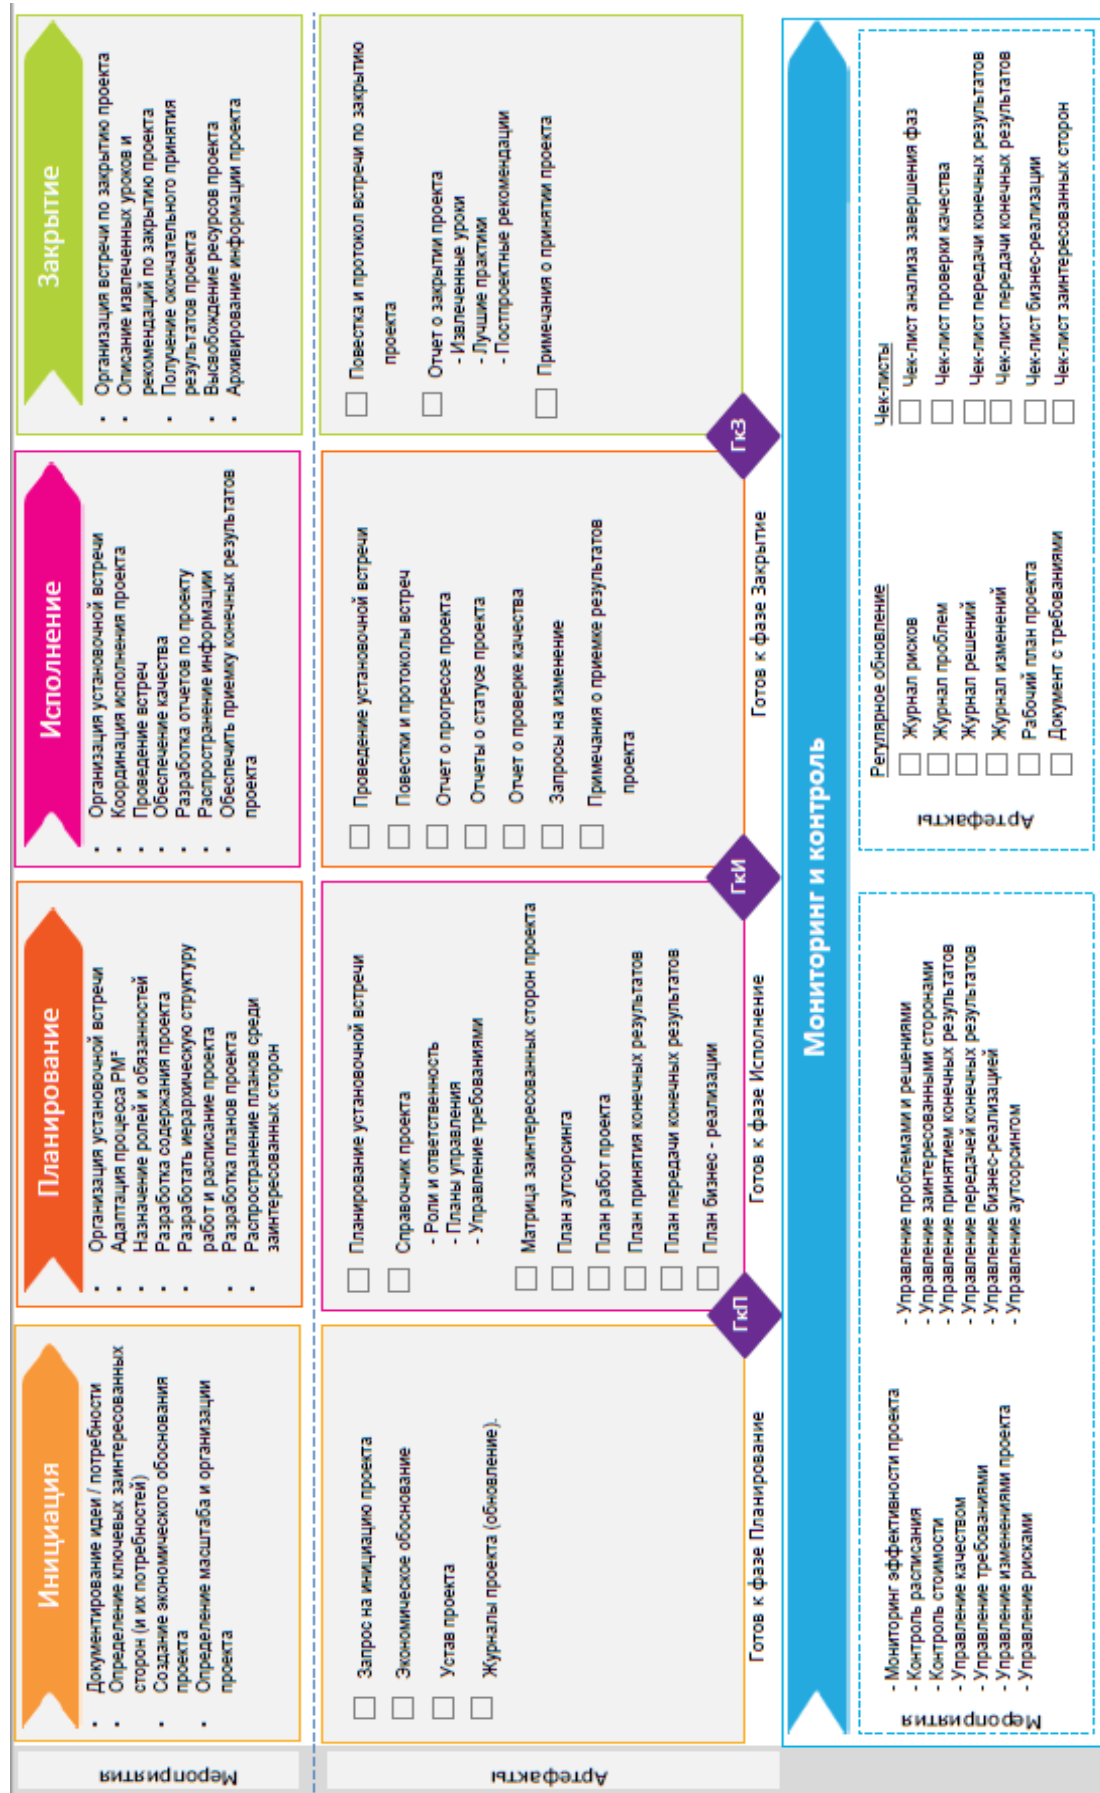 Мероприятия
Инициация
• Документирование идеи / потребности
• Определение ключевых заинтересованных
сторон (и их потребностей)
• Создание экономического обоснования
проекта
• Определение масштаба и организации
проекта
Планирование
• Организация установочной встречи
• Адаптация процесса PM²
• Назначение ролей и обязанностей
• Разработка содержания проекта
• Разработать иерархическую структуру
работ и расписание проекта
• Разработка планов проекта
• Распространение планов среди
заинтересованных сторон
Исполнение
• Организация установочной встречи
• Координация исполнения проекта
• Проведение встреч
• Обеспечение качества
• Разработка отчетов по проекту
• Распространение информации
• Обеспечить приемку конечных результатов
проекта
Закрытие
• Организация встречи по закрытию проекта
• Описание извлеченных уроков и
рекомендаций по закрытию проекта
• Получение окончательного принятия
результатов проекта
• Высвобождение ресурсов проекта
• Архивирование информации проекта
Артефакты
Запрос на инициацию проекта
Экономическое обоснование
Устав проекта
Журналы проекта (обновление).
Планирование установочной встречи
Справочник проекта
- Роли и ответственность
- Планы управления
- Управление требованиями
Матрица заинтересованных сторон проекта
План аутсорсинга
План работ проекта
План принятия конечных результатов
План передачи конечных результатов
План бизнес - реализации
Проведение установочной встречи
Повестки и протоколы встреч
Отчет о прогрессе проекта
Отчеты о статусе проекта
Отчет о проверке качества
Запросы на изменение
Примечания о приемке результатов
проекта
Повестка и протокол встречи по закрытию
проекта
Отчет о закрытии проекта
- Извлеченные уроки
- Лучшие практики
- Постпроектные рекомендации
Примечания о принятии проекта
ГкП
ГкИ
ГкЗ
Готов к фазе Планирование
Готов к фазе Исполнение
Готов к фазе Закрытие
Мониторинг и контроль
Мероприятия
- Мониторинг эффективности проекта
- Контроль расписания
- Контроль стоимости
- Управление качеством
- Управление требованиями
- Управление изменениями проекта
- Управление рисками
- Управление проблемами и решениями
- Управление заинтересованными сторонами
- Управление принятием конечных результатов
- Управление передачей конечных результатов
- Управление бизнес-реализацией
- Управление аутсорсингом
Артефакты
Регулярное обновление
Журнал рисков
Журнал проблем
Журнал решений
Журнал изменений
Рабочий план проекта
Документ с требованиями
Чек-листы
Чек-лист анализа завершения фаз
Чек-лист проверки качества
Чек-лист передачи конечных результатов
Чек-лист передачи конечных результатов
Чек-лист бизнес-реализации
Чек-лист заинтересованных сторон